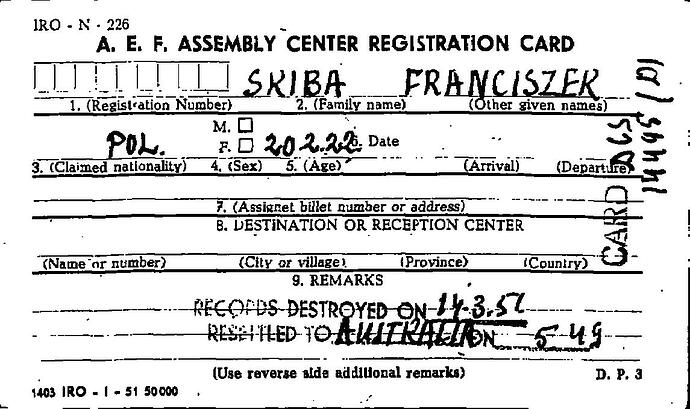 IRO - N - 226
A. E. F. ASSEMBLY CENTER REGISTRATION CARD
SKIBA FRANCISZEK
1. (Registration Number) 2. (Family name) (Other given names)
POL. M. F. 20.2.22 6. Date
3. (Claimed nationality) 4. (Sex) 5. (Age) (Arrival) (Departure)
7. (Assignet billet number or address)
8. DESTINATION OR RECEPTION CENTER
(Name or number) (City or village) (Province) (Country)
9. REMARKS
RECORDS DESTROYED ON 14.3.51
RESETTLED TO AUSTRALIA ON 5 49
(Use reverse side additional remarks) D. P. 3
1403 IRO - I - 51 50000
CARD DCS